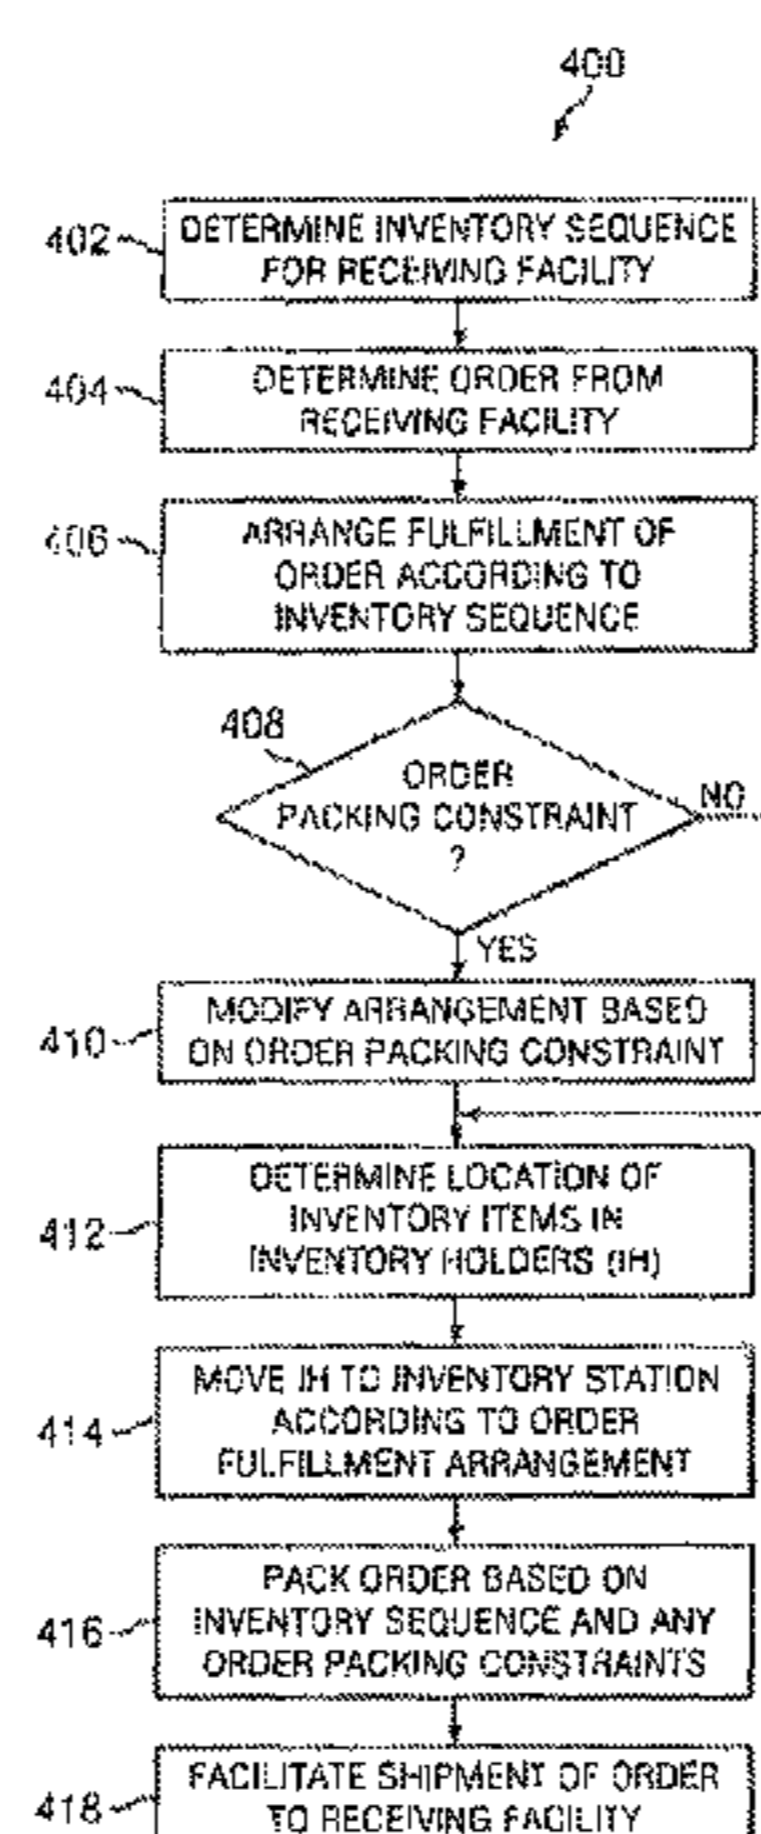 400
402
DETERMINE INVENTORY SEQUENCE
FOR RECEIVING FACILITY
404
DETERMINE ORDER FROM
RECEIVING FACILITY
406
ARRANGE FULFILLMENT OF
ORDER ACCORDING TO
INVENTORY SEQUENCE
408
ORDER
PACKING CONSTRAINT
?
NO
YES
410
MODIFY ARRANGEMENT BASED
ON ORDER PACKING CONSTRAINT
412
DETERMINE LOCATION OF
INVENTORY ITEMS IN
INVENTORY HOLDERS (IH)
414
MOVE IH TO INVENTORY STATION
ACCORDING TO ORDER
FULFILLMENT ARRANGEMENT
416
PACK ORDER BASED ON
INVENTORY SEQUENCE AND ANY
ORDER PACKING CONSTRAINTS
418
FACILITATE SHIPMENT OF ORDER
TO RECEIVING FACILITY